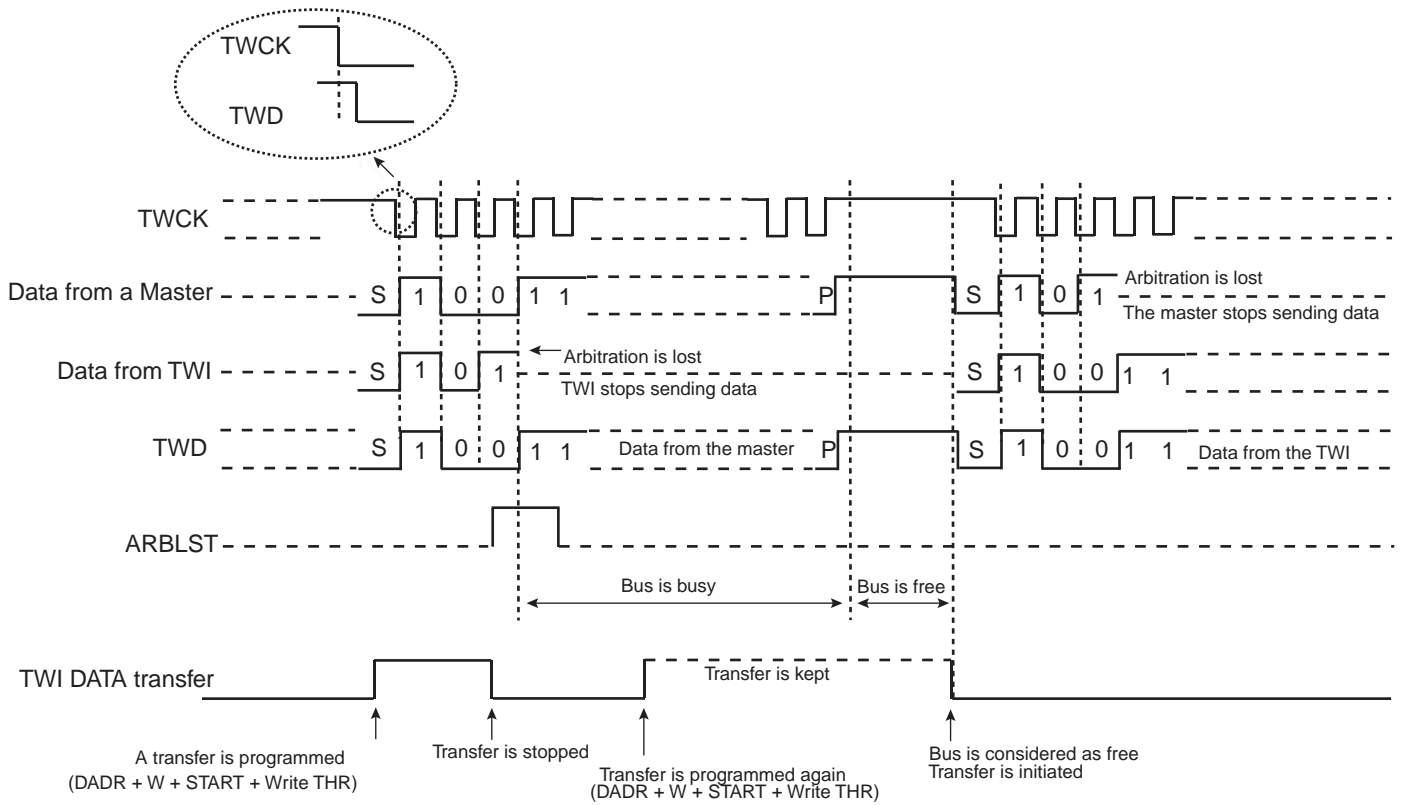 TWCK
TWD
TWCK
Data from a Master S 1 0 0 1 1 P S 1 0 1 Arbitration is lost
The master stops sending data
Data from TWI S 1 0 1 Arbitration is lost S 1 0 0 1 1
TWI stops sending data
TWD S 1 0 0 1 1 Data from the master P S 1 0 0 1 1 Data from the TWI
ARBLST
Bus is busy Bus is free
TWI DATA transfer Transfer is kept
A transfer is programmed
(DADR + W + START + Write THR)
Transfer is stopped
Transfer is programmed again
(DADR + W + START + Write THR)
Bus is considered as free
Transfer is initiated